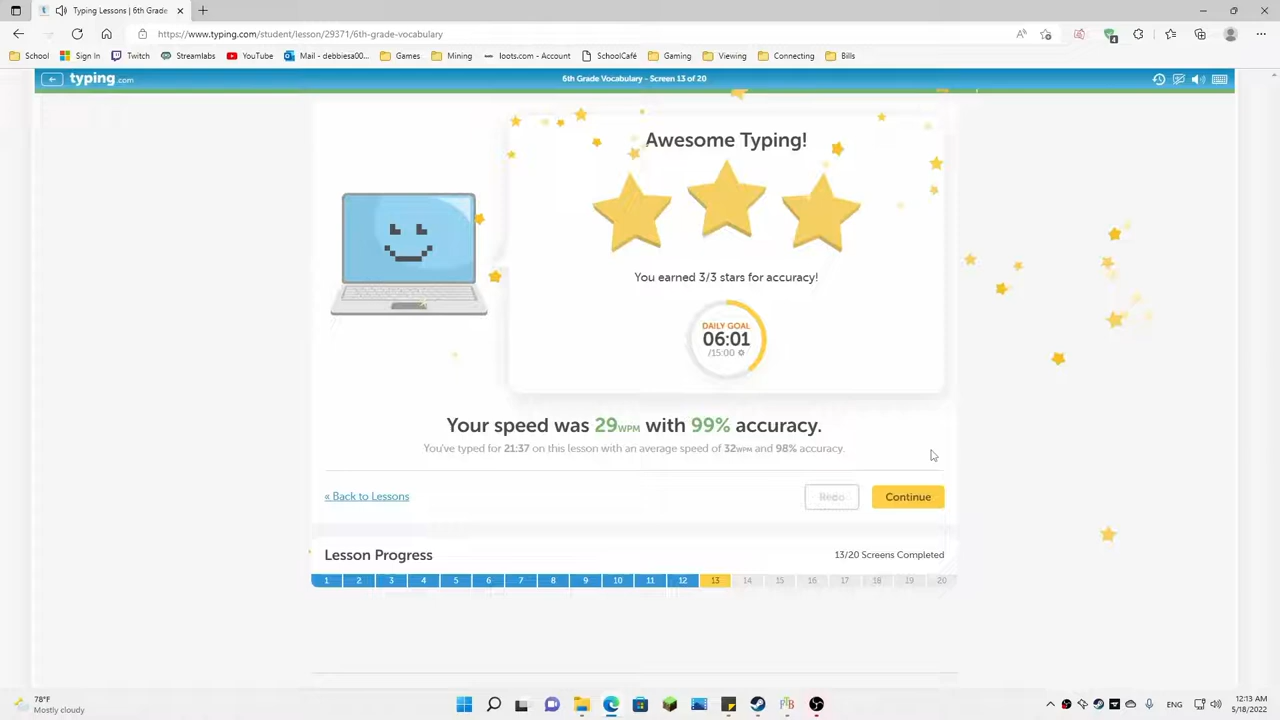 Typing Lessons | 6th Grade
https://www.typing.com/student/lesson/29371/6th-grade-vocabulary
School Sign In Twitch Streamlabs YouTube Mail - debbiesa00... Games Mining loots.com - Account SchoolCafé Gaming Viewing Connecting Bills
typing.com
6th Grade Vocabulary - Screen 13 of 20
Awesome Typing!
You earned 3/3 stars for accuracy!
DAILY GOAL
06:01
/15:00
Your speed was 29WPM with 99% accuracy.
You've typed for 21:37 on this lesson with an average speed of 32WPM and 98% accuracy.
« Back to Lessons
Redo
Continue
Lesson Progress
13/20 Screens Completed
1 2 3 4 5 6 7 8 9 10 11 12 13 14 15 16 17 18 19 20
78°F
Mostly cloudy
ENG
12:13 AM
5/18/2022